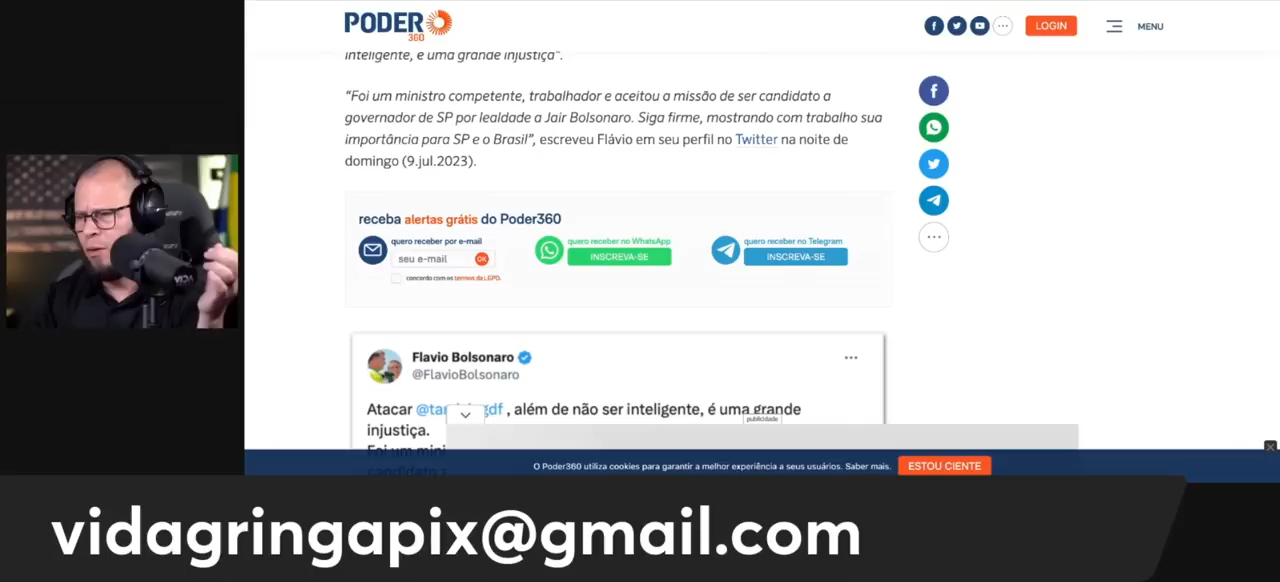 PODER
360
LOGIN
MENU
inteligente, é uma grande injustiça".
“Foi um ministro competente, trabalhador e aceitou a missão de ser candidato a
governador de SP por lealdade a Jair Bolsonaro. Siga firme, mostrando com trabalho sua
importância para SP e o Brasil”, escreveu Flávio em seu perfil no Twitter na noite de
domingo (9.jul.2023).
receba alertas grátis do Poder360
quero receber por e-mail
seu e-mail
OK
concordo com os termos da LGPD.
quero receber no WhatsApp
INSCREVA-SE
quero receber no Telegram
INSCREVA-SE
Flavio Bolsonaro
@FlavioBolsonaro
Atacar , além de não ser inteligente, é uma grande
injustiça.
Foi um mini
candidato a
publicidade
O Poder360 utiliza cookies para garantir a melhor experiência a seus usuários. Saber mais.
ESTOU CIENTE
VIDA
vidagringapix@gmail.com